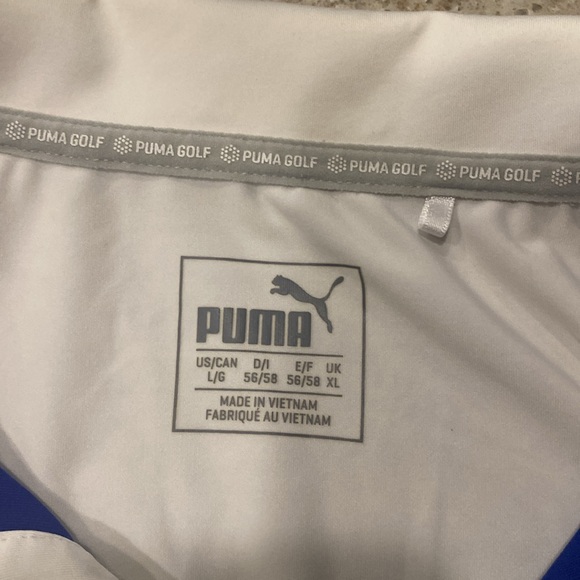 PUMA GOLF PUMA GOLF PUMA GOLF PUMA GOLF PUMA GOLF
PUMA
US/CAN D/I E/F UK
L/G 56/58 56/58 XL
MADE IN VIETNAM
FABRIQUÉ AU VIETNAM